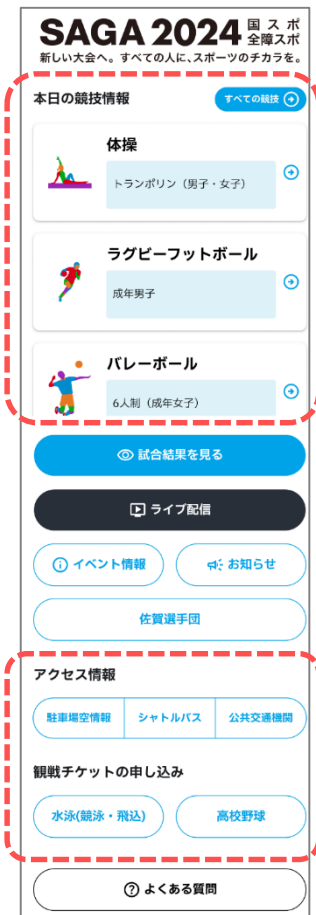 SAGA 2024 国スポ
全障スポ
新しい大会へ。すべての人に、スポーツのチカラを。
本日の競技情報
すべての競技
体操
トランポリン（男子・女子）
ラグビーフットボール
成年男子
バレーボール
6人制（成年女子）
試合結果を見る
ライブ配信
イベント情報 お知らせ
佐賀選手団
アクセス情報
駐車場空情報 シャトルバス 公共交通機関
観戦チケットの申し込み
水泳(競泳・飛込) 高校野球
よくある質問